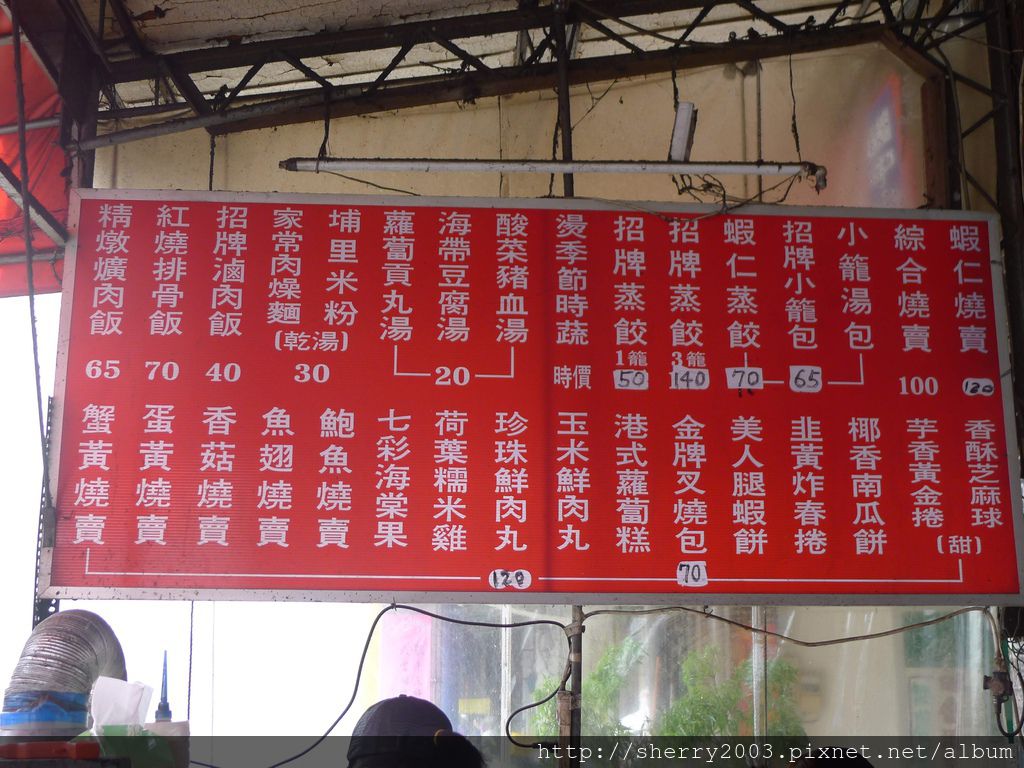 精燉爌肉飯 65
紅燒排骨飯 70
招牌滷肉飯 40
家常肉燥麵
埔里米粉
(乾湯)
30
蘿蔔貢丸湯
海帶豆腐湯
酸菜豬血湯
20
燙季節時蔬 時價
招牌蒸餃 1籠 50
招牌蒸餃 3籠 140
蝦仁蒸餃 70
招牌小籠包
小籠湯包
65
綜合燒賣 100
蝦仁燒賣 120
蟹黃燒賣
蛋黃燒賣
香菇燒賣
魚翅燒賣
鮑魚燒賣
七彩海棠果
荷葉糯米雞
珍珠鮮肉丸
玉米鮮肉丸
港式蘿蔔糕
金牌叉燒包
美人腿蝦餅
韭黃炸春捲
椰香南瓜餅
芋香黃金捲
香酥芝麻球
(甜)
120
70
http://sherry2003.pixnet.net/album